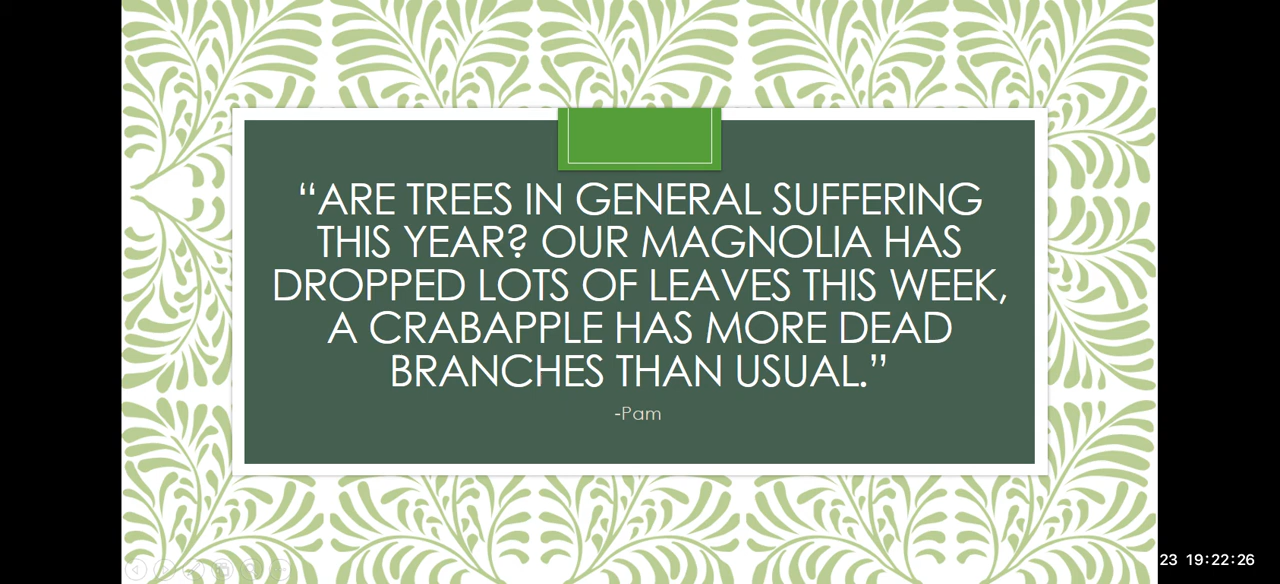 “ARE TREES IN GENERAL SUFFERING
THIS YEAR? OUR MAGNOLIA HAS
DROPPED LOTS OF LEAVES THIS WEEK,
A CRABAPPLE HAS MORE DEAD
BRANCHES THAN USUAL.”
-Pam
23 19:22:26